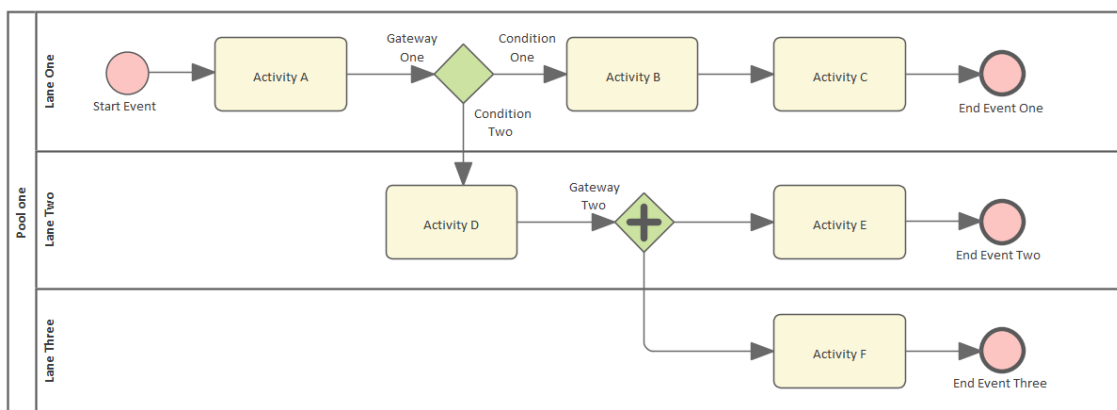 Pool one
Lane One
Start Event
Activity A
Gateway
One
Condition
One
Condition
Two
Activity B
Activity C
End Event One
Lane Two
Activity D
Gateway
Two
Activity E
End Event Two
Lane Three
Activity F
End Event Three